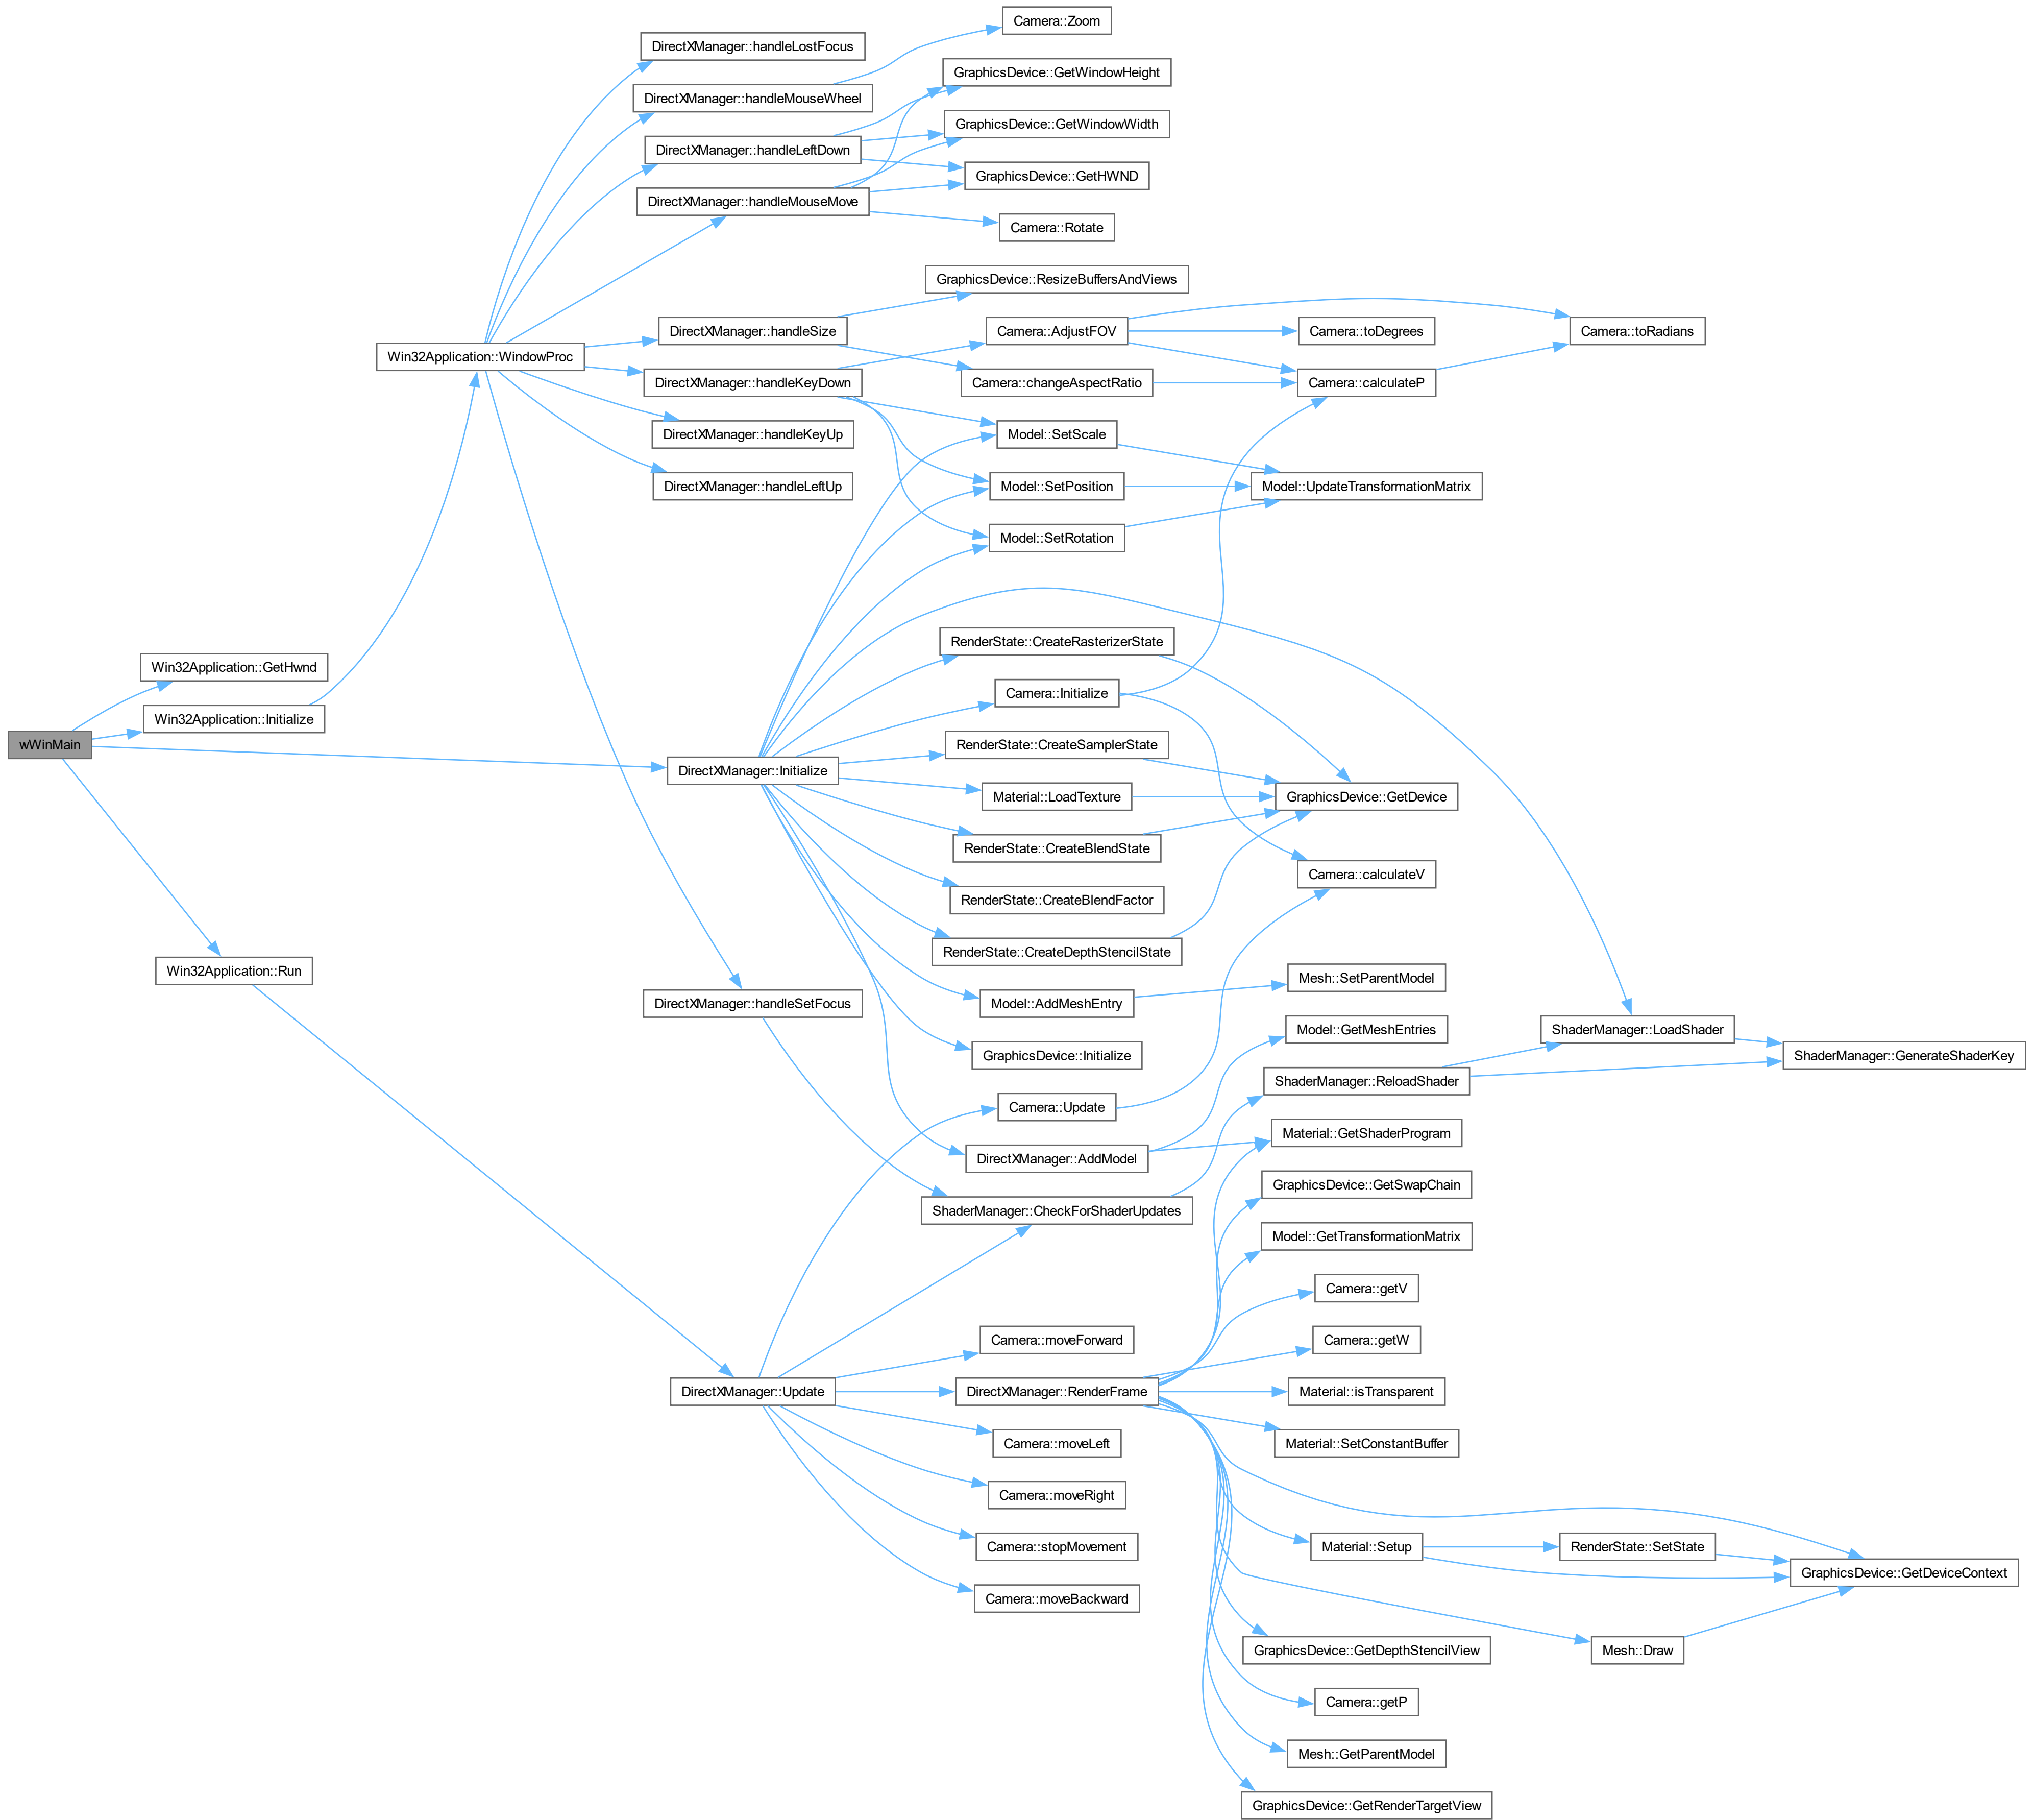 Camera::Zoom
DirectXManager::handleLostFocus
GraphicsDevice::GetWindowHeight
DirectXManager::handleMouseWheel
GraphicsDevice::GetWindowWidth
DirectXManager::handleLeftDown
GraphicsDevice::GetHWND
DirectXManager::handleMouseMove
Camera::Rotate
GraphicsDevice::ResizeBuffersAndViews
DirectXManager::handleSize
Camera::AdjustFOV
Camera::toDegrees
Camera::toRadians
Win32Application::WindowProc
DirectXManager::handleKeyDown
Camera::changeAspectRatio
Camera::calculateP
DirectXManager::handleKeyUp
Model::SetScale
DirectXManager::handleLeftUp
Model::SetPosition
Model::UpdateTransformationMatrix
Model::SetRotation
RenderState::CreateRasterizerState
Win32Application::GetHwnd
Camera::Initialize
Win32Application::Initialize
wWinMain
RenderState::CreateSamplerState
DirectXManager::Initialize
Material::LoadTexture
GraphicsDevice::GetDevice
RenderState::CreateBlendState
Camera::calculateV
RenderState::CreateBlendFactor
RenderState::CreateDepthStencilState
Win32Application::Run
Mesh::SetParentModel
DirectXManager::handleSetFocus
Model::AddMeshEntry
Model::GetMeshEntries
ShaderManager::LoadShader
GraphicsDevice::Initialize
ShaderManager::GenerateShaderKey
ShaderManager::ReloadShader
Camera::Update
Material::GetShaderProgram
DirectXManager::AddModel
GraphicsDevice::GetSwapChain
ShaderManager::CheckForShaderUpdates
Model::GetTransformationMatrix
Camera::getV
Camera::moveForward
Camera::getW
DirectXManager::Update
DirectXManager::RenderFrame
Material::isTransparent
Camera::moveLeft
Material::SetConstantBuffer
Camera::moveRight
Camera::stopMovement
Material::Setup
RenderState::SetState
GraphicsDevice::GetDeviceContext
Camera::moveBackward
GraphicsDevice::GetDepthStencilView
Mesh::Draw
Camera::getP
Mesh::GetParentModel
GraphicsDevice::GetRenderTargetView